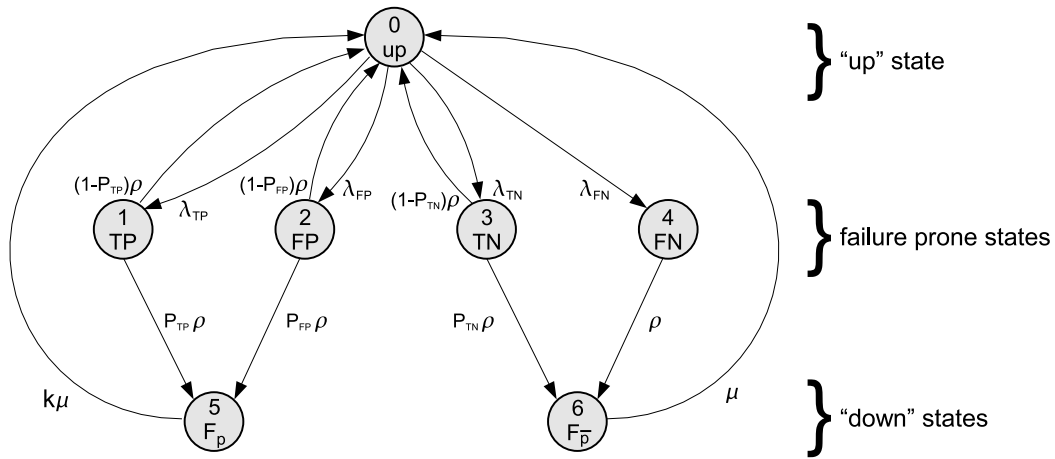 0
up
“up” state
(1-P_TP)ρ
λ_TP
(1-P_FP)ρ
λ_FP
(1-P_TN)ρ
λ_TN
λ_FN
1
TP
2
FP
3
TN
4
FN
failure prone states
P_TP ρ
P_FP ρ
P_TN ρ
ρ
kμ
5
F_p
6
F_p̅
μ
“down” states